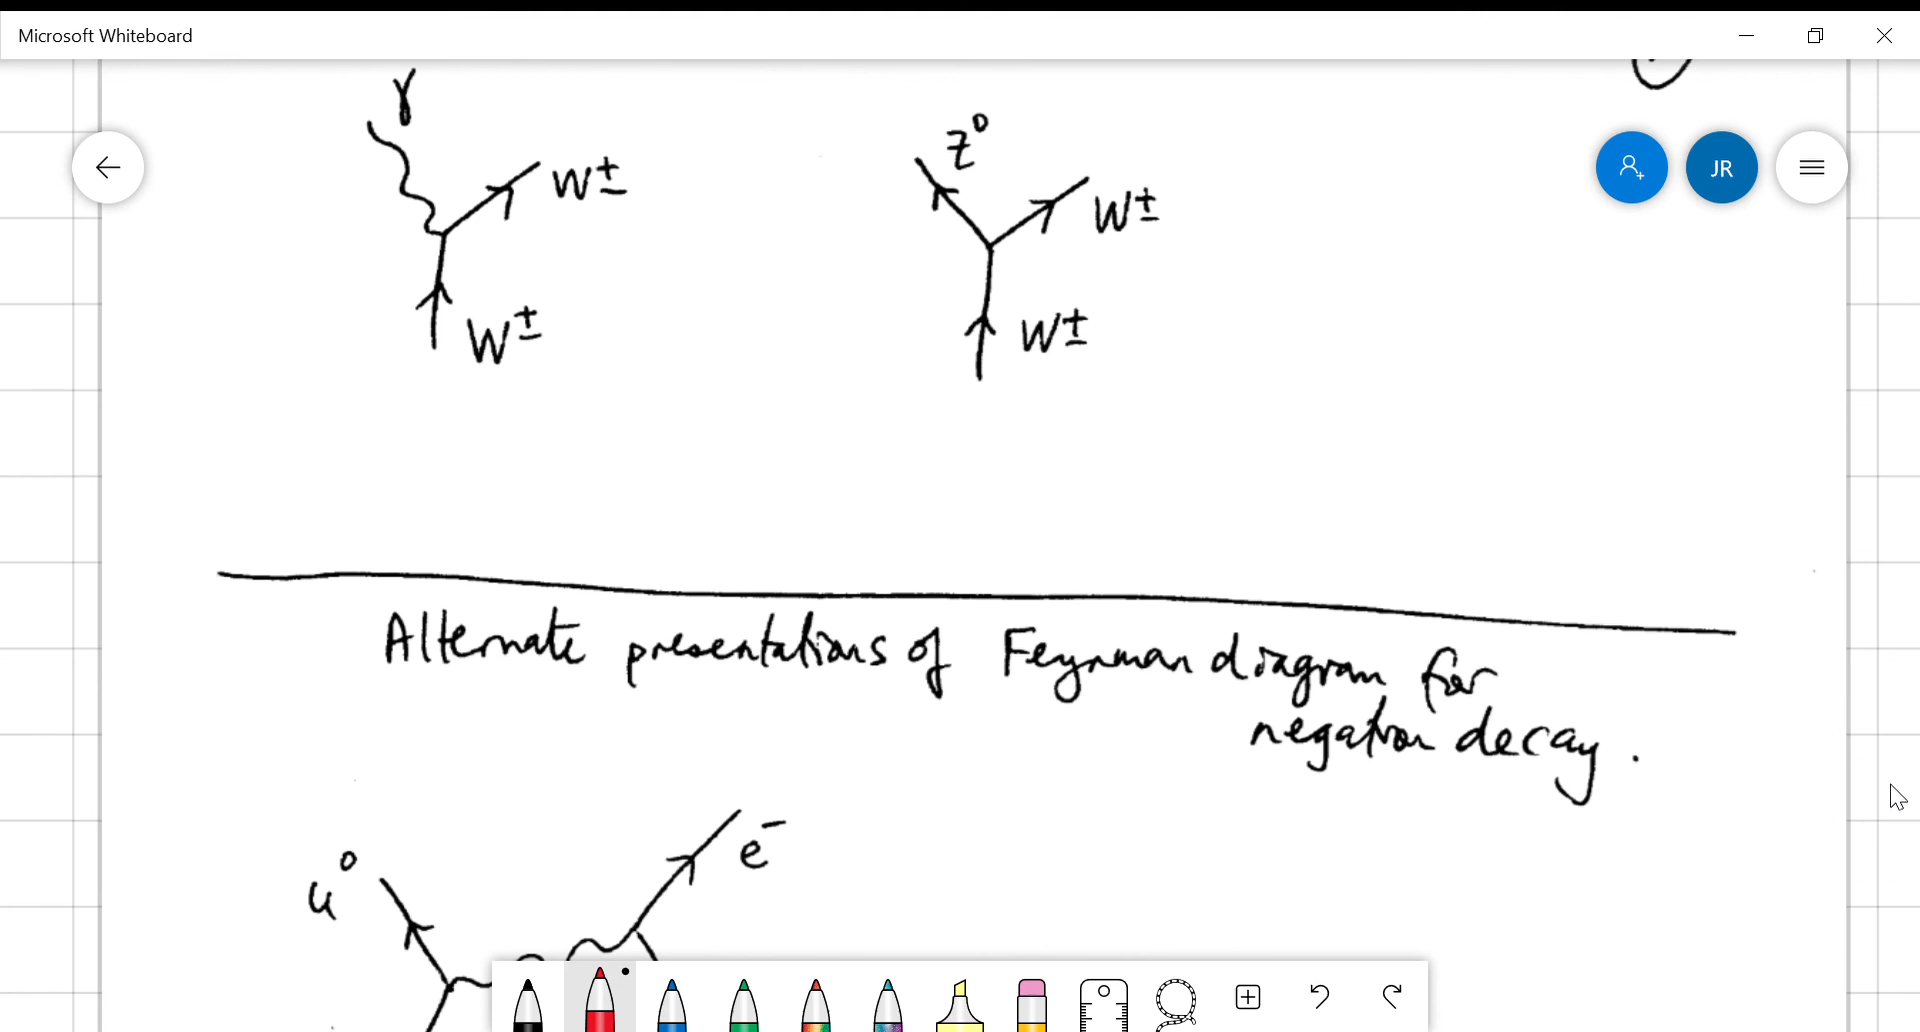 Microsoft Whiteboard
γ
W±
W±
Z⁰
W±
W±
JR
Alternate presentations of Feynman diagram for
negatron decay.
u⁰
e⁻